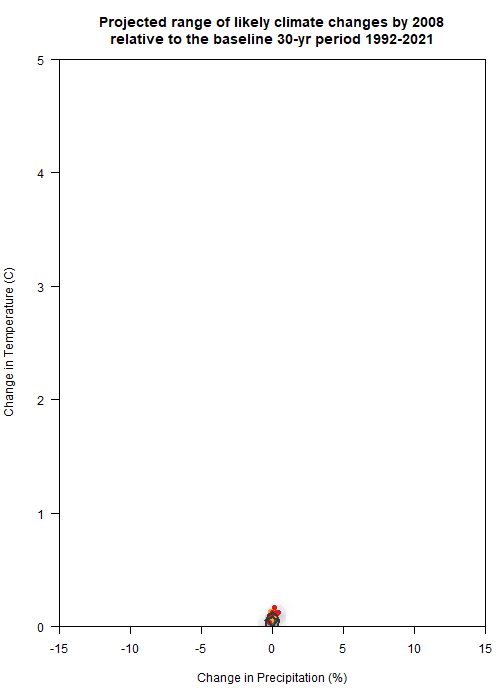 Projected range of likely climate changes by 2008
relative to the baseline 30-yr period 1992-2021
5
4
3
2
1
0
Change in Temperature (C)
-15 -10 -5 0 5 10 15
Change in Precipitation (%)